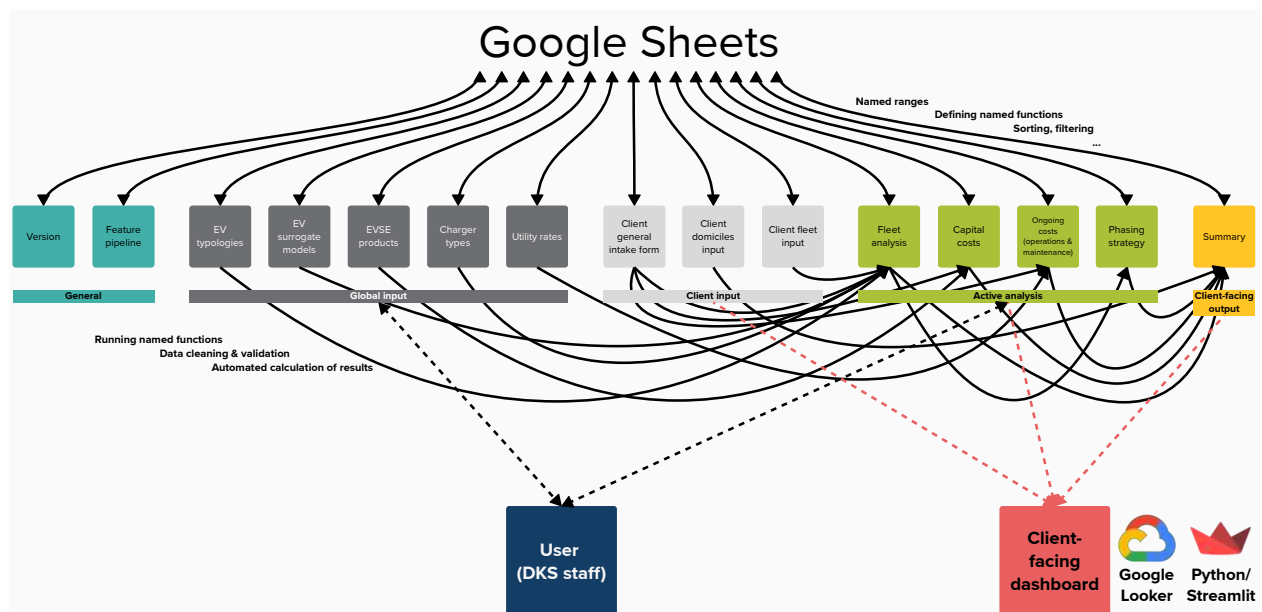 Google Sheets
Named ranges
Defining named functions
Sorting, filtering
...
Version
Feature
pipeline
EV
typologies
EV
surrogate
models
EVSE
products
Charger
types
Utility rates
Client
general
intake form
Client
domiciles
input
Client fleet
input
Fleet
analysis
Capital
costs
Ongoing
costs
(operations &
maintenance)
Phasing
strategy
Summary
General
Global input
Client input
Active analysis
Client-facing
output
Running named functions
Data cleaning & validation
Automated calculation of results
User
(DKS staff)
Client-
facing
dashboard
Google
Looker
Python/
Streamlit